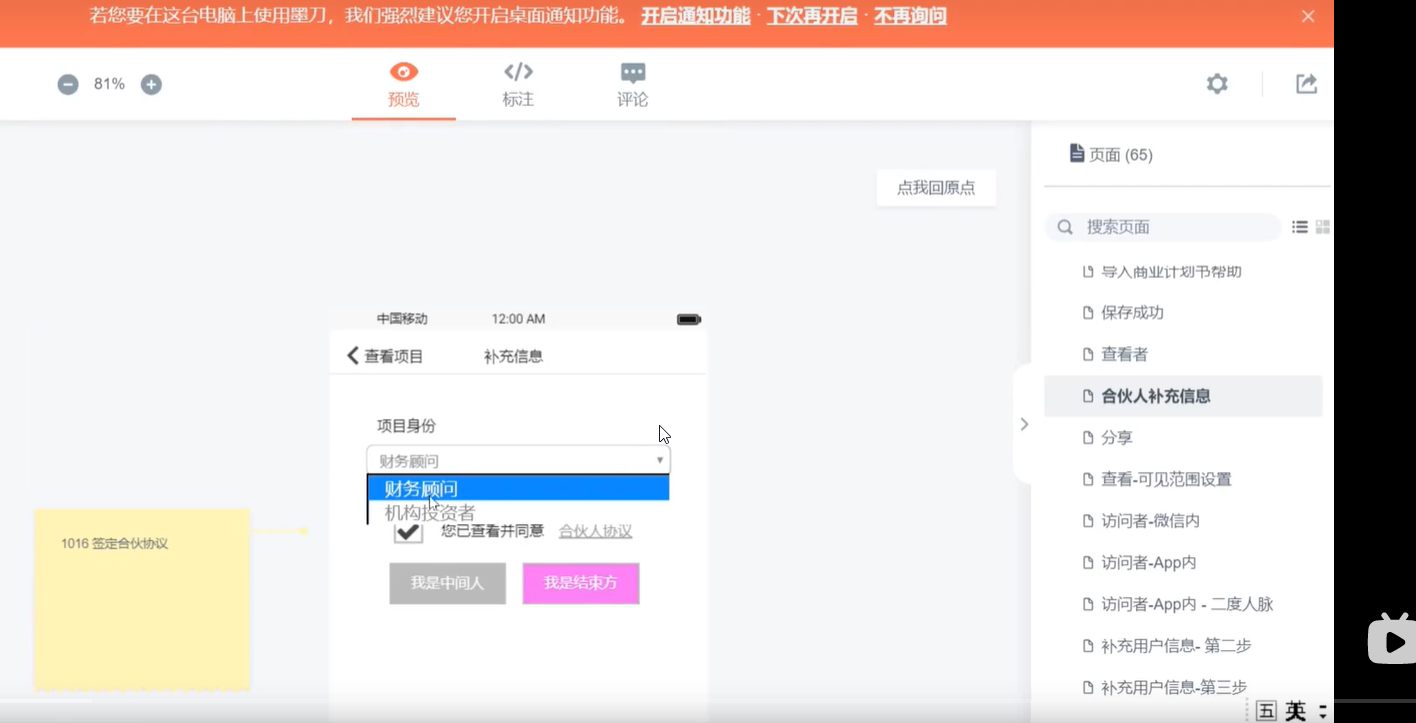 若您要在这台电脑上使用墨刀，我们强烈建议您开启桌面通知功能。 开启通知功能 · 下次再开启 · 不再询问
81%
预览
标注
评论
页面 (65)
点我回原点
搜索页面
导入商业计划书帮助
保存成功
查看者
合伙人补充信息
分享
查看-可见范围设置
访问者-微信内
访问者-App内
访问者-App内 - 二度人脉
补充用户信息- 第二步
补充用户信息-第三步
中国移动 12:00 AM
查看项目 补充信息
项目身份
财务顾问
财务顾问
机构投资者
您已查看并同意 合伙人协议
我是中间人 我是结束方
1016 签定合伙协议
五 英